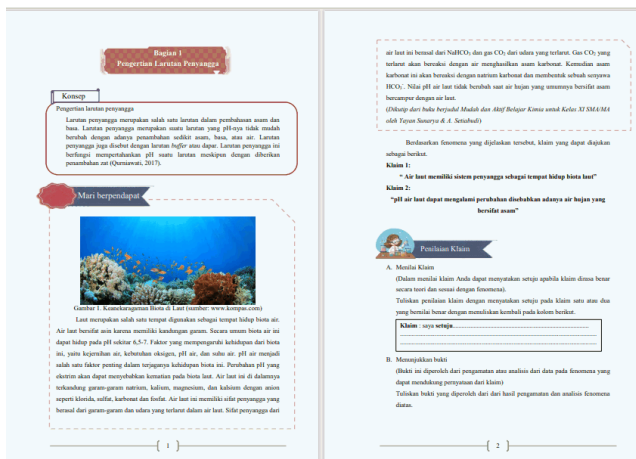 Bagian 1
Pengertian Larutan Penyangga
Konsep
Pengertian larutan penyangga
Larutan penyangga merupakan salah satu larutan dalam pembahasan asam dan
basa. Larutan penyangga merupakan suatu larutan yang pH-nya tidak mudah
berubah dengan adanya penambahan sedikit asam, basa, atau air. Larutan
penyangga juga disebut dengan larutan buffer atau dapar. Larutan penyangga ini
berfungsi mempertahankan pH suatu larutan meskipun dengan diberikan
penambahan zat (Qurniawati, 2017).
Mari berpendapat
Gambar 1. Keanekaragaman Biota di Laut (sumber: www.kompas.com)
Laut merupakan salah satu tempat digunakan sebagai tempat hidup biota air.
Air laut bersifat asin karena memiliki kandungan garam. Secara umum biota air ini
dapat hidup pada pH sekitar 6,5-7. Faktor yang mempengaruhi kehidupan dari biota
ini, yaitu kejernihan air, kebutuhan oksigen, pH air, dan suhu air. pH air menjadi
salah satu faktor penting dalam terjaganya kehidupan biota ini. Perubahan pH yang
ekstrim akan dapat menyebabkan kematian pada biota laut. Air laut ini di dalamnya
terkandung garam-garam natrium, kalium, magnesium, dan kalsium dengan anion
seperti klorida, sulfat, karbonat dan fosfat. Air laut ini memiliki sifat penyangga yang
berasal dari garam-garam dan udara yang terlarut dalam air laut. Sifat penyangga dari
1
air laut ini berasal dari NaHCO₃ dan gas CO₂ dari udara yang terlarut. Gas CO₂ yang
terlarut akan bereaksi dengan air menghasilkan asam karbonat. Kemudian asam
karbonat ini akan bereaksi dengan natrium karbonat dan membentuk sebuah senyawa
HCO₃⁻. Nilai pH air laut tidak berubah saat air hujan yang umumnya bersifat asam
bercampur dengan air laut.
(Dikutip dari buku berjudul Mudah dan Aktif Belajar Kimia untuk Kelas XI SMA/MA
oleh Yayan Sunarya & A. Setiabudi)
Berdasarkan fenomena yang dijelaskan tersebut, klaim yang dapat diajukan
sebagai berikut.
Klaim 1:
“ Air laut memiliki sistem penyangga sebagai tempat hidup biota laut”
Klaim 2:
“pH air laut dapat mengalami perubahan disebabkan adanya air hujan yang
bersifat asam”
Penilaian Klaim
A. Menilai Klaim
(Dalam menilai klaim Anda dapat menyatakan setuju apabila klaim dirasa benar
secara teori dan sesuai dengan fenomena).
Tuliskan penilaian klaim dengan menyatakan setuju pada klaim satu atau dua
yang bernilai benar dengan menuliskan kembali pada kolom berikut.
Klaim : saya setuju....................................................
....................................................
....................................................
B. Menunjukkan bukti
(Bukti ini diperoleh dari pengamatan atau analisis dari data pada fenomena yang
dapat mendukung pernyataan dari klaim)
Tuliskan bukti yang diperoleh dari dari hasil pengamatan dan analisis fenomena
diatas.
2